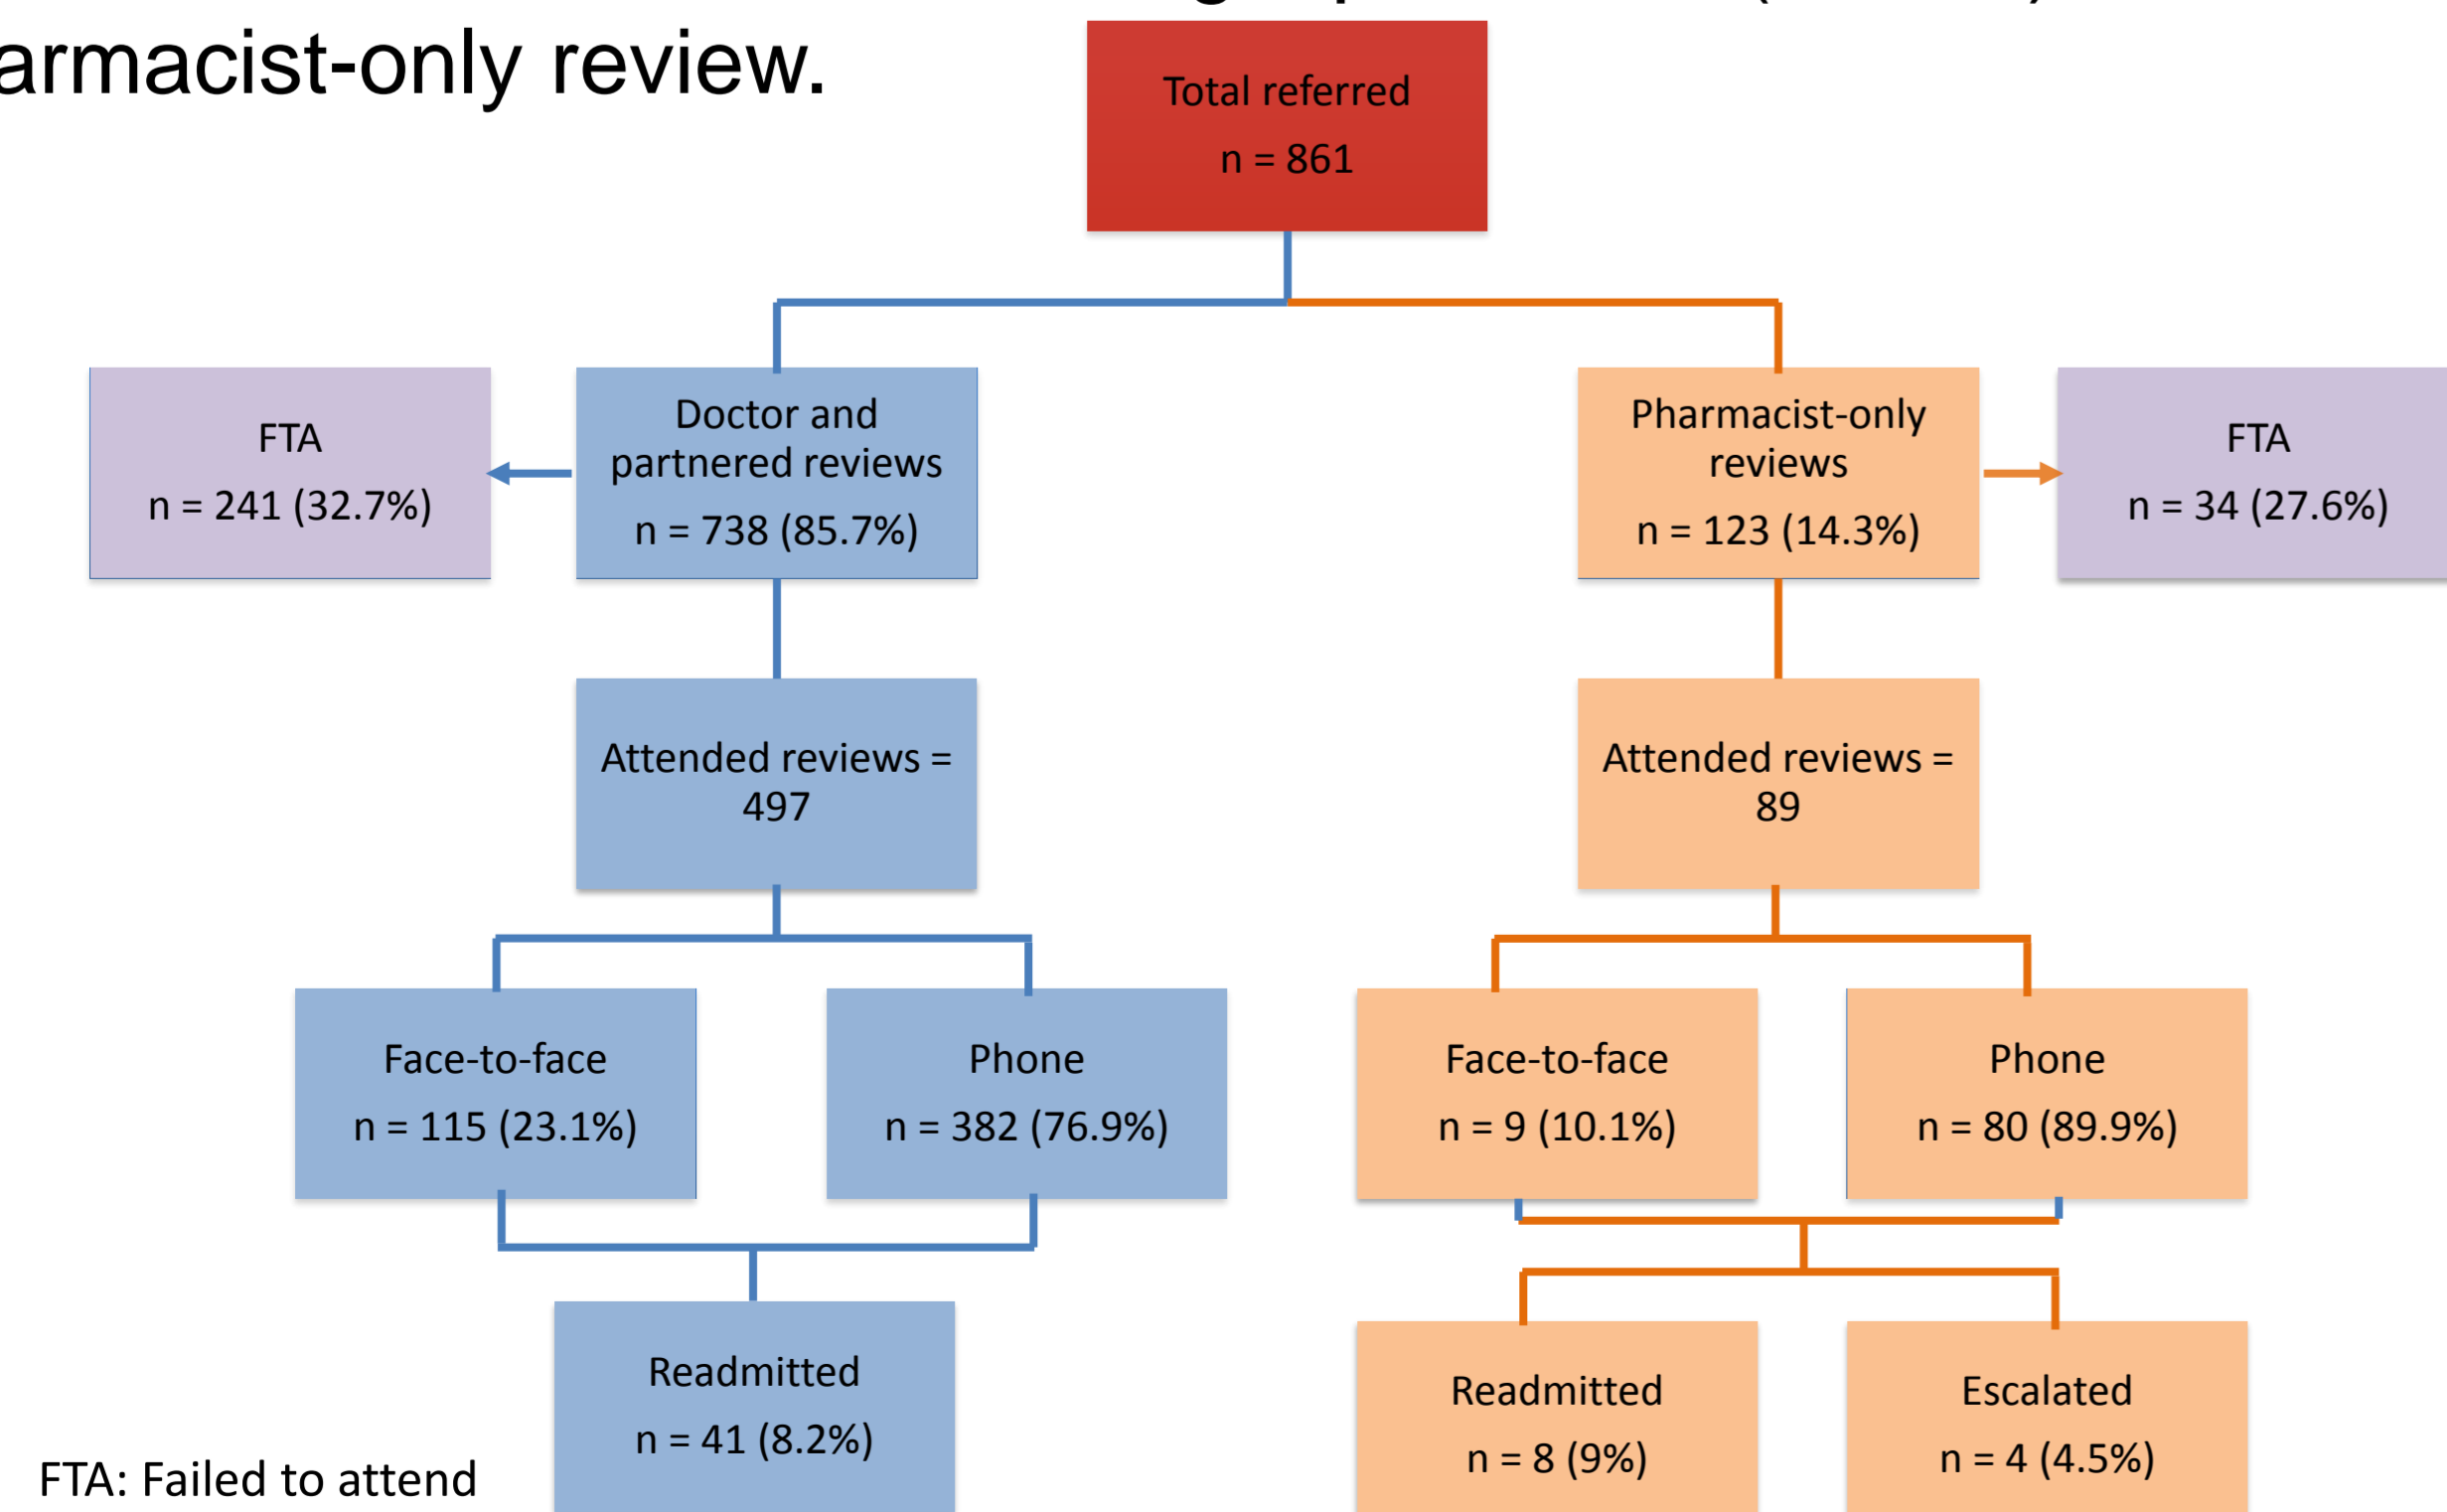 armacist-only review.
Total referred
n = 861
FTA
n = 241 (32.7%)
Doctor and
partnered reviews
n = 738 (85.7%)
Pharmacist-only
reviews
n = 123 (14.3%)
FTA
n = 34 (27.6%)
Attended reviews =
497
Attended reviews =
89
Face-to-face
n = 115 (23.1%)
Phone
n = 382 (76.9%)
Face-to-face
n = 9 (10.1%)
Phone
n = 80 (89.9%)
Readmitted
n = 41 (8.2%)
Readmitted
n = 8 (9%)
Escalated
n = 4 (4.5%)
FTA: Failed to attend